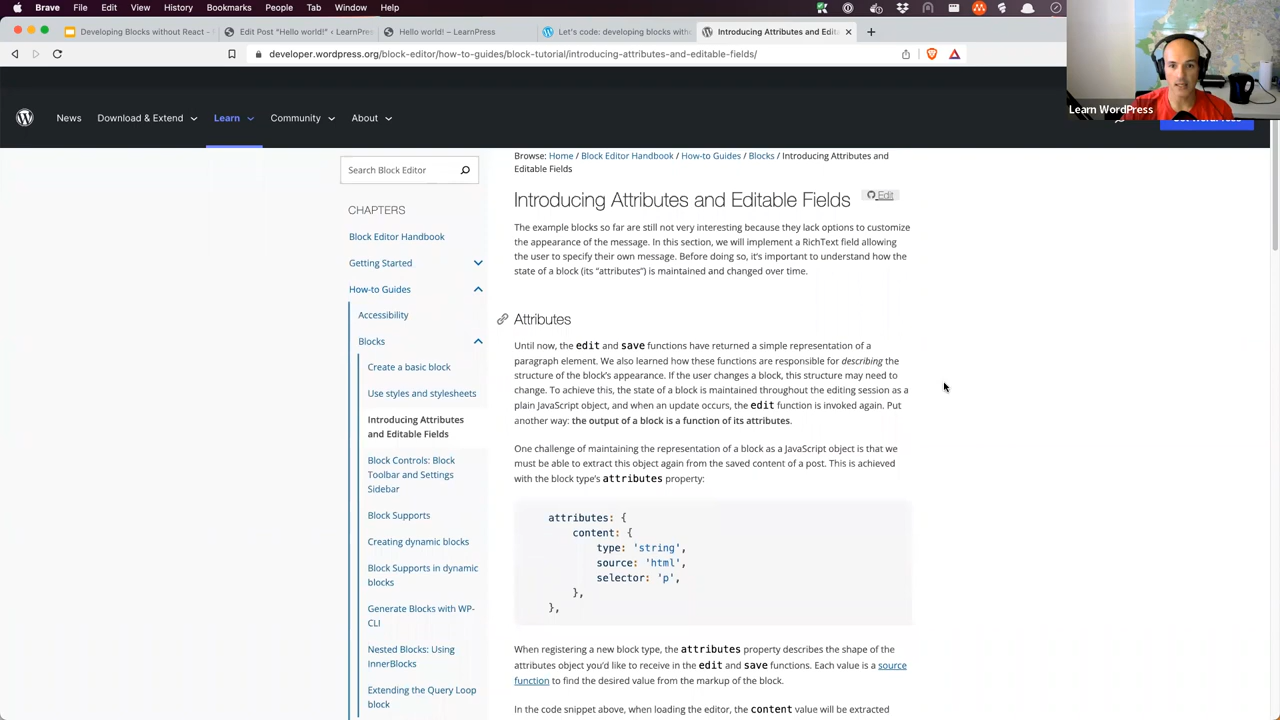 Brave File Edit View History Bookmarks People Tab Window Help
Developing Blocks without React -
Edit Post "Hello world!" ‹ LearnPres
Hello world! – LearnPress
Let's code: developing blocks with
Introducing Attributes and Edit
developer.wordpress.org/block-editor/how-to-guides/block-tutorial/introducing-attributes-and-editable-fields/
Learn WordPress
News Download & Extend Learn Community About
Search Block Editor
CHAPTERS
Block Editor Handbook
Getting Started
How-to Guides
Accessibility
Blocks
Create a basic block
Use styles and stylesheets
Introducing Attributes
and Editable Fields
Block Controls: Block
Toolbar and Settings
Sidebar
Block Supports
Creating dynamic blocks
Block Supports in dynamic
blocks
Generate Blocks with WP-
CLI
Nested Blocks: Using
InnerBlocks
Extending the Query Loop
block
Browse: Home / Block Editor Handbook / How-to Guides / Blocks / Introducing Attributes and
Editable Fields
Introducing Attributes and Editable Fields
Edit
The example blocks so far are still not very interesting because they lack options to customize
the appearance of the message. In this section, we will implement a RichText field allowing
the user to specify their own message. Before doing so, it's important to understand how the
state of a block (its "attributes") is maintained and changed over time.
Attributes
Until now, the edit and save functions have returned a simple representation of a
paragraph element. We also learned how these functions are responsible for describing the
structure of the block's appearance. If the user changes a block, this structure may need to
change. To achieve this, the state of a block is maintained throughout the editing session as a
plain JavaScript object, and when an update occurs, the edit function is invoked again. Put
another way: the output of a block is a function of its attributes.
One challenge of maintaining the representation of a block as a JavaScript object is that we
must be able to extract this object again from the saved content of a post. This is achieved
with the block type's attributes property:
attributes: {
content: {
type: 'string',
source: 'html',
selector: 'p',
},
},
When registering a new block type, the attributes property describes the shape of the
attributes object you'd like to receive in the edit and save functions. Each value is a source
function to find the desired value from the markup of the block.
In the code snippet above, when loading the editor, the content value will be extracted